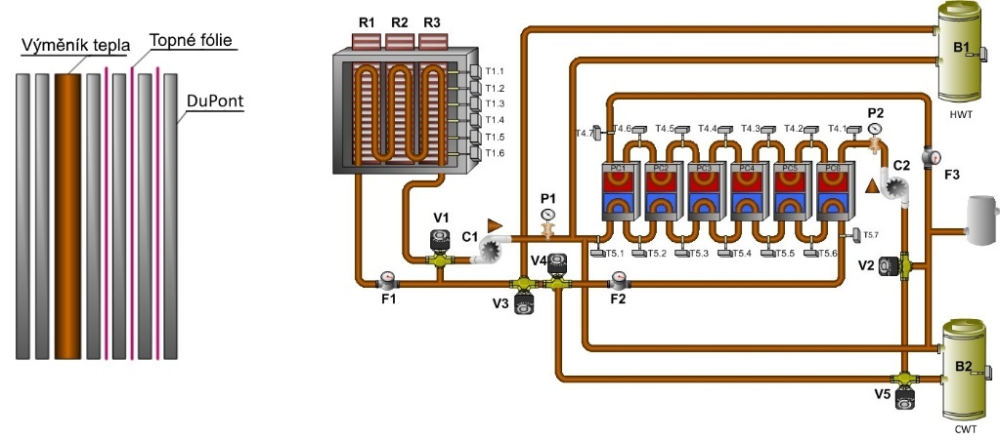 Výměník tepla
Topné fólie
DuPont
R1 R2 R3
T1.1
T1.2
T1.3
T1.4
T1.5
T1.6
B1
HWT
P2
T4.7 T4.6 T4.5 T4.4 T4.3 T4.2 T4.1
C2
F3
PC1 PC2 PC3 PC4 PC5 PC6
P1
V1
C1
T5.7
T5.1 T5.2 T5.3 T5.4 T5.5 T5.6
V4
V2
F1
V3
F2
B2
V5
CWT